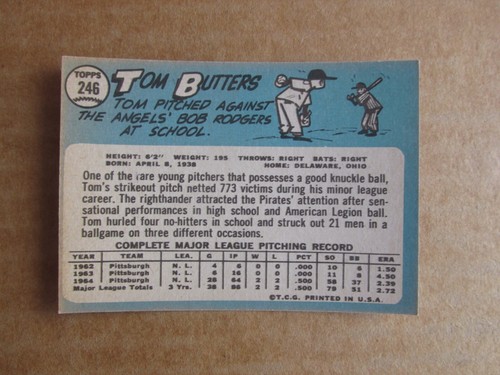 TOPPS
246
TOM BUTTERS
TOM PITCHED AGAINST
THE ANGELS' BOB RODGERS
AT SCHOOL.
HEIGHT: 6'2" WEIGHT: 195 THROWS: RIGHT BATS: RIGHT
BORN: APRIL 8, 1938 HOME: DELAWARE, OHIO
One of the rare young pitchers that possesses a good knuckle ball,
Tom's strikeout pitch netted 773 victims during his minor league
career. The righthander attracted the Pirates' attention after sen-
sational performances in high school and American Legion ball.
Tom hurled four no-hitters in school and struck out 21 men in a
ballgame on three different occasions.
COMPLETE MAJOR LEAGUE PITCHING RECORD
YEAR TEAM LEA. G IP W L PCT SO BB ERA
1962 Pittsburgh N. L. 4 6 0 0 .000 10 6 1.50
1963 Pittsburgh N. L. 6 16 0 0 .000 11 8 4.50
1964 Pittsburgh N. L. 28 64 2 2 .500 58 37 2.39
Major League Totals 3 Yrs. 38 86 2 2 .500 79 51 2.72
©T.C.G. PRINTED IN U.S.A.